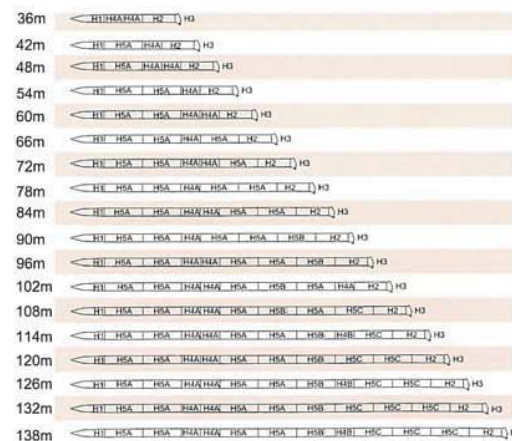 36m H1 H4A H4A H2 H3
42m H1 H5A H4A H2 H3
48m H1 H5A H4A H4A H2 H3
54m H1 H5A H5A H4A H2 H3
60m H1 H5A H5A H4A H4A H2 H3
66m H1 H5A H5A H4A H5A H2 H3
72m H1 H5A H5A H4A H4A H5A H2 H3
78m H1 H5A H5A H4A H5A H5A H2 H3
84m H1 H5A H5A H4A H4A H5A H5A H2 H3
90m H1 H5A H5A H4A H5A H5A H5B H2 H3
96m H1 H5A H5A H4A H4A H5A H5A H5B H2 H3
102m H1 H5A H5A H4A H4A H5A H5B H5A H4A H2 H3
108m H1 H5A H5A H4A H4A H5A H5B H5A H5C H2 H3
114m H1 H5A H5A H4A H4A H5A H5A H5B H4B H5C H2 H3
120m H1 H5A H5A H4A H4A H5A H5A H5B H5C H5C H2 H3
126m H1 H5A H5A H4A H4A H5A H5A H5B H4B H5C H5C H2 H3
132m H1 H5A H5A H4A H4A H5A H5A H5B H5C H5C H5C H2 H3
138m H1 H5A H5A H4A H4A H5A H5A H5B H4B H5C H5C H5C H2